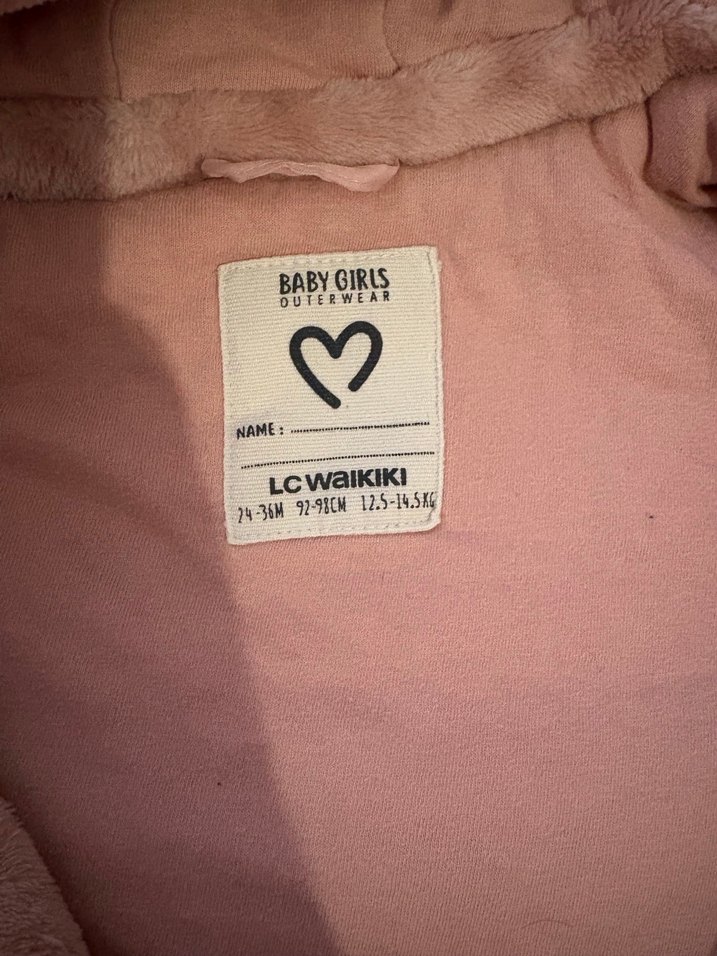 BABY GIRLS
OUTERWEAR
NAME:
LC WAIKIKI
24-36M 92-98CM 12.5-14.5KG